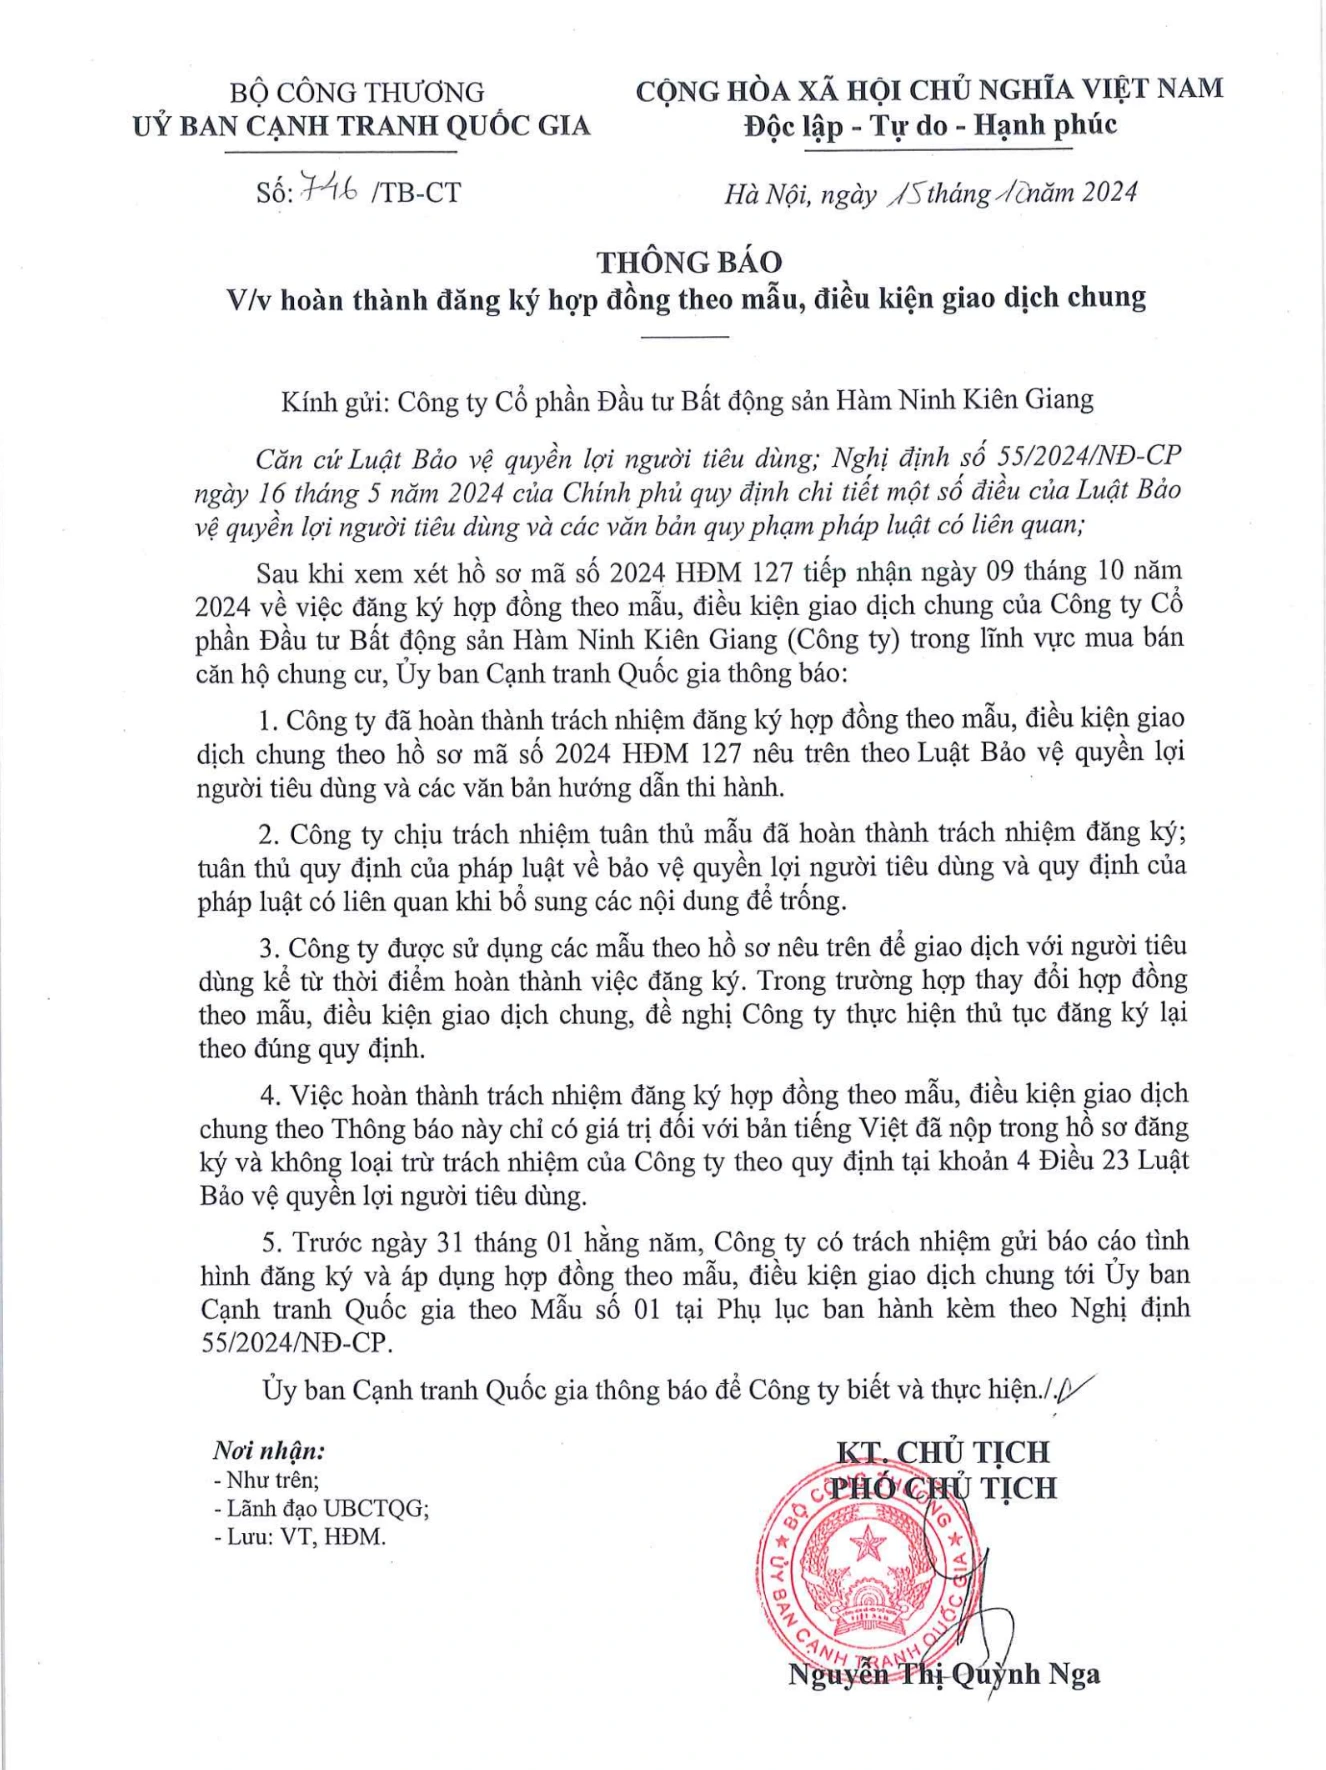 BỘ CÔNG THƯƠNG
UỶ BAN CẠNH TRANH QUỐC GIA
CỘNG HÒA XÃ HỘI CHỦ NGHĨA VIỆT NAM
Độc lập - Tự do - Hạnh phúc
Số: 746 /TB-CT
Hà Nội, ngày 15 tháng 10 năm 2024
THÔNG BÁO
V/v hoàn thành đăng ký hợp đồng theo mẫu, điều kiện giao dịch chung
Kính gửi: Công ty Cổ phần Đầu tư Bất động sản Hàm Ninh Kiên Giang
Căn cứ Luật Bảo vệ quyền lợi người tiêu dùng; Nghị định số 55/2024/NĐ-CP
ngày 16 tháng 5 năm 2024 của Chính phủ quy định chi tiết một số điều của Luật Bảo
vệ quyền lợi người tiêu dùng và các văn bản quy phạm pháp luật có liên quan;
Sau khi xem xét hồ sơ mã số 2024 HĐM 127 tiếp nhận ngày 09 tháng 10 năm
2024 về việc đăng ký hợp đồng theo mẫu, điều kiện giao dịch chung của Công ty Cổ
phần Đầu tư Bất động sản Hàm Ninh Kiên Giang (Công ty) trong lĩnh vực mua bán
căn hộ chung cư, Ủy ban Cạnh tranh Quốc gia thông báo:
1. Công ty đã hoàn thành trách nhiệm đăng ký hợp đồng theo mẫu, điều kiện giao
dịch chung theo hồ sơ mã số 2024 HĐM 127 nêu trên theo Luật Bảo vệ quyền lợi
người tiêu dùng và các văn bản hướng dẫn thi hành.
2. Công ty chịu trách nhiệm tuân thủ mẫu đã hoàn thành trách nhiệm đăng ký;
tuân thủ quy định của pháp luật về bảo vệ quyền lợi người tiêu dùng và quy định của
pháp luật có liên quan khi bổ sung các nội dung để trống.
3. Công ty được sử dụng các mẫu theo hồ sơ nêu trên để giao dịch với người tiêu
dùng kể từ thời điểm hoàn thành việc đăng ký. Trong trường hợp thay đổi hợp đồng
theo mẫu, điều kiện giao dịch chung, đề nghị Công ty thực hiện thủ tục đăng ký lại
theo đúng quy định.
4. Việc hoàn thành trách nhiệm đăng ký hợp đồng theo mẫu, điều kiện giao dịch
chung theo Thông báo này chỉ có giá trị đối với bản tiếng Việt đã nộp trong hồ sơ đăng
ký và không loại trừ trách nhiệm của Công ty theo quy định tại khoản 4 Điều 23 Luật
Bảo vệ quyền lợi người tiêu dùng.
5. Trước ngày 31 tháng 01 hằng năm, Công ty có trách nhiệm gửi báo cáo tình
hình đăng ký và áp dụng hợp đồng theo mẫu, điều kiện giao dịch chung tới Ủy ban
Cạnh tranh Quốc gia theo Mẫu số 01 tại Phụ lục ban hành kèm theo Nghị định
55/2024/NĐ-CP.
Ủy ban Cạnh tranh Quốc gia thông báo để Công ty biết và thực hiện./.
Nơi nhận:
- Như trên;
- Lãnh đạo UBCTQG;
- Lưu: VT, HĐM.
KT. CHỦ TỊCH
PHÓ CHỦ TỊCH
BỘ CÔNG THƯƠNG
ỦY BAN CẠNH TRANH QUỐC GIA
Nguyễn Thị Quỳnh Nga